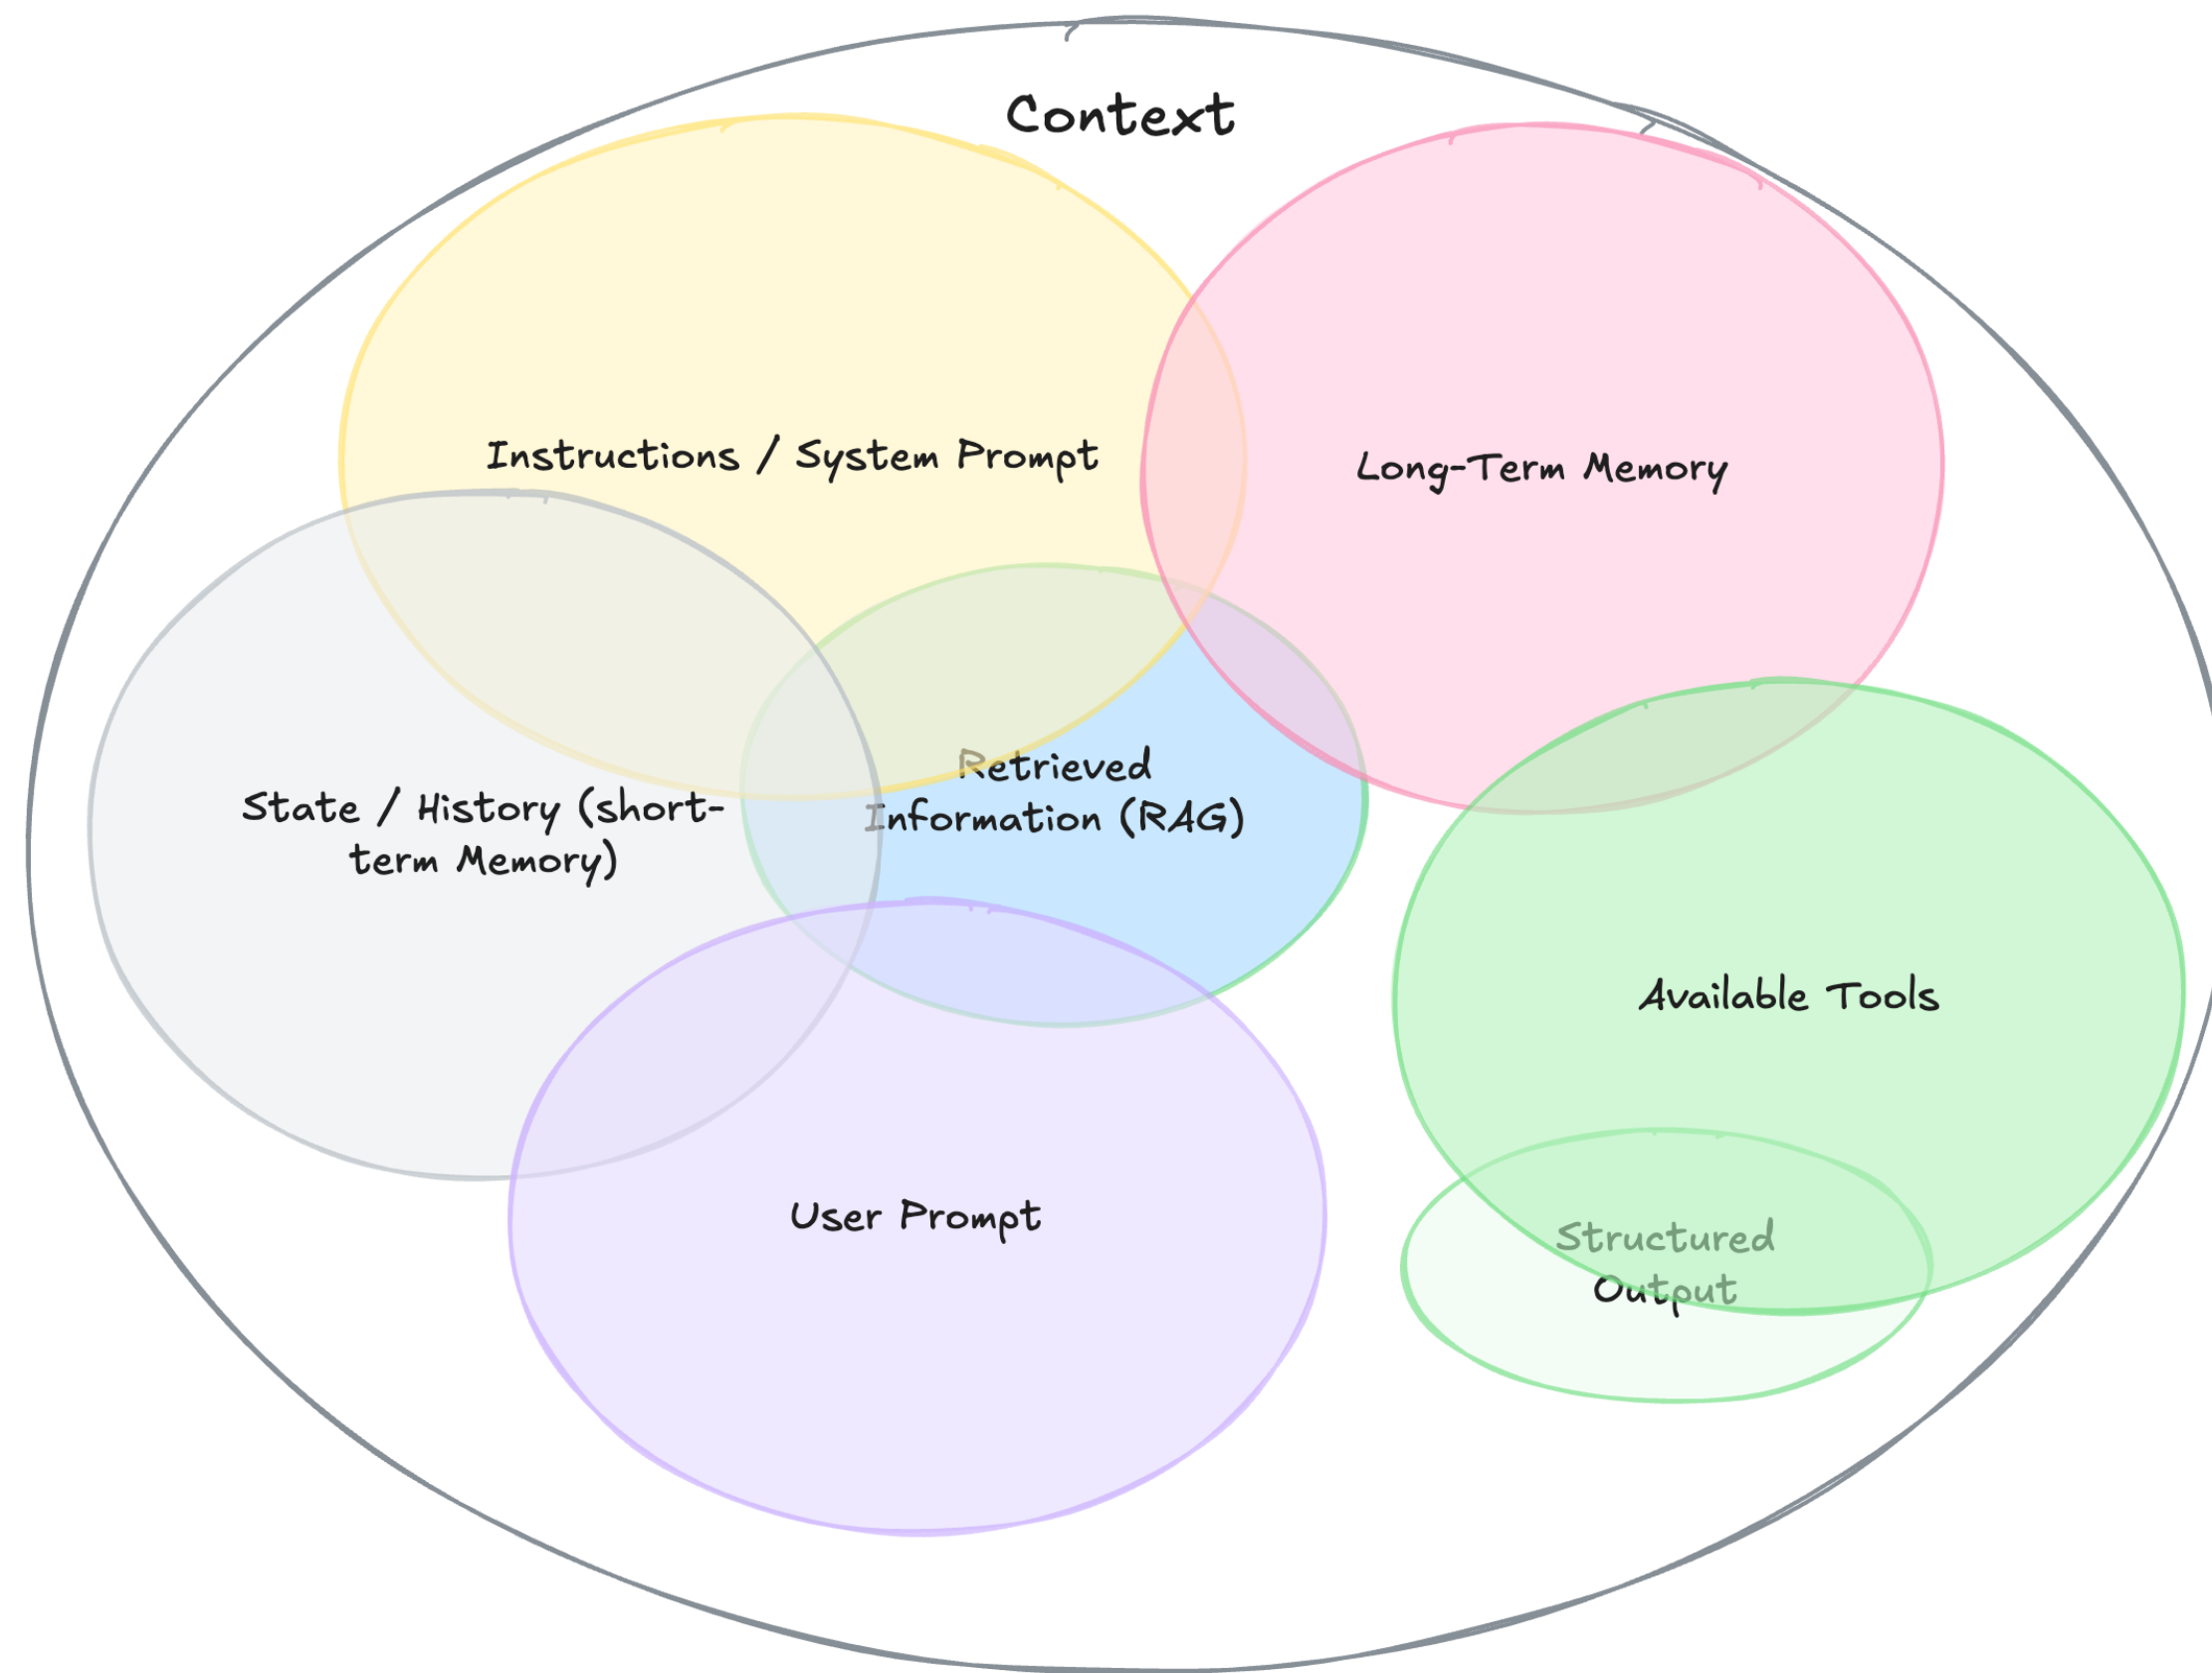 Context
Instructions / System Prompt
Long-Term Memory
Retrieved
Information (RAG)
State / History (short-
term Memory)
Available Tools
User Prompt
Structured
Output